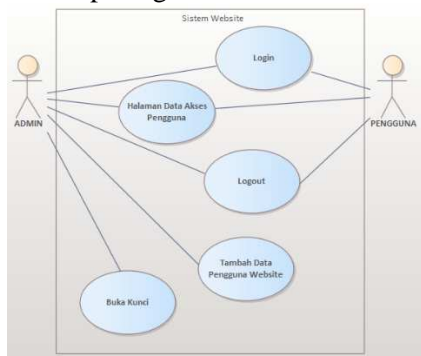 Sistem Website
Login
Halaman Data Akses
Pengguna
ADMIN
PENGGUNA
Logout
Tambah Data
Pengguna Website
Buka Kunci